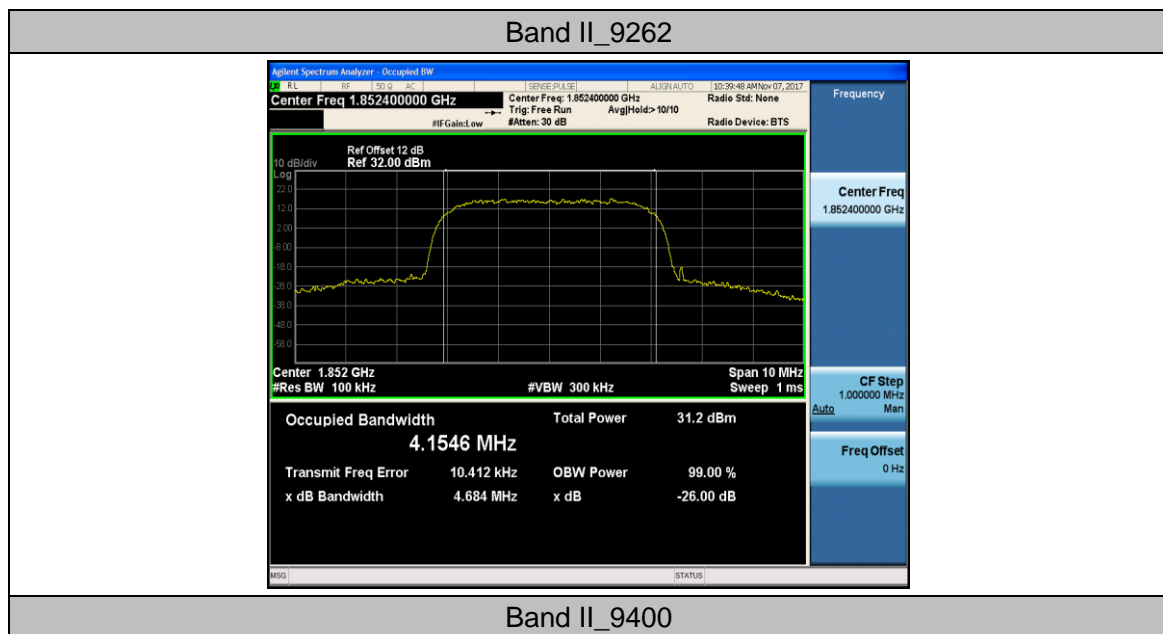 Band II_9262
Agilent Spectrum Analyzer - Occupied BW
RL RF 50 Ω AC SENSE:PULSE ALIGN AUTO 10:39:48 AM Nov 07, 2017
Center Freq 1.852400000 GHz
Center Freq: 1.852400000 GHz
Radio Std: None
Trig: Free Run Avg|Hold:> 10/10
#IFGain:Low
#Atten: 30 dB
Radio Device: BTS
Frequency
Ref Offset 12 dB
10 dB/div Ref 32.00 dBm
Log
22.0
12.0
2.00
-8.00
-18.0
-28.0
-38.0
-48.0
-58.0
Center Freq
1.852400000 GHz
Center 1.852 GHz Span 10 MHz
#Res BW 100 kHz #VBW 300 kHz Sweep 1 ms
CF Step
1.000000 MHz
Auto Man
Occupied Bandwidth Total Power 31.2 dBm
4.1546 MHz
Transmit Freq Error 10.412 kHz OBW Power 99.00 %
x dB Bandwidth 4.684 MHz x dB -26.00 dB
Freq Offset
0 Hz
MSG STATUS
Band II_9400